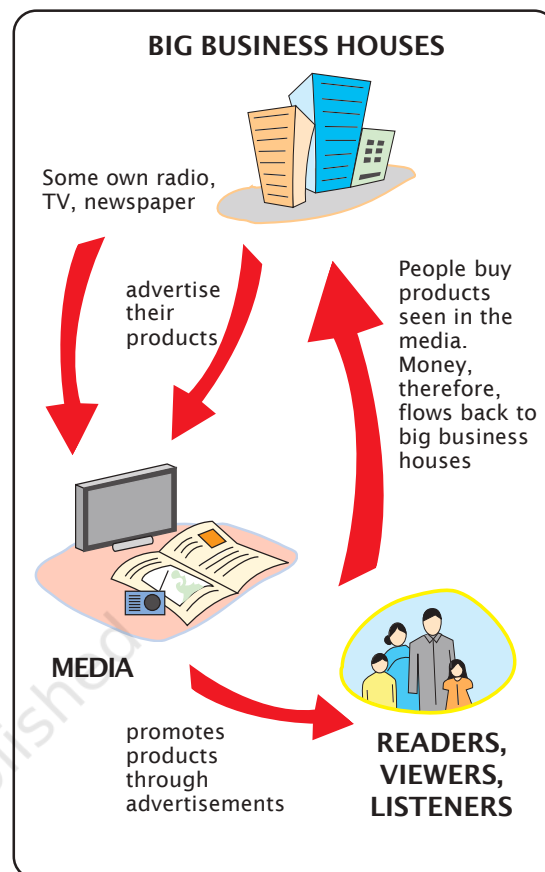 BIG BUSINESS HOUSES
Some own radio,
TV, newspaper
advertise
their
products
People buy
products
seen in the
media.
Money,
therefore,
flows back to
big business
houses
MEDIA
promotes
products
through
advertisements
READERS,
VIEWERS,
LISTENERS